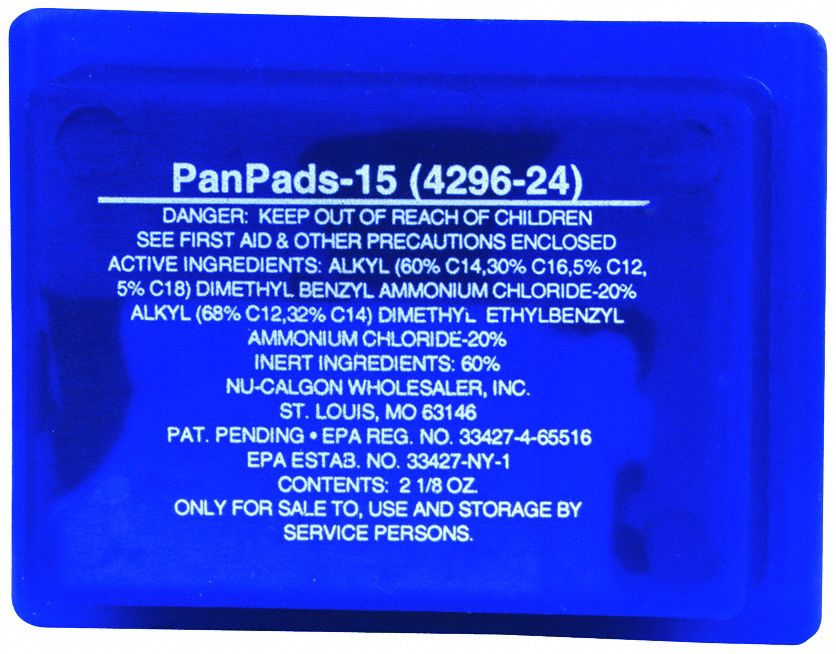 PanPads-15 (4296-24)
DANGER: KEEP OUT OF REACH OF CHILDREN
SEE FIRST AID & OTHER PRECAUTIONS ENCLOSED
ACTIVE INGREDIENTS: ALKYL (60% C14,30% C16,5% C12,
5% C18) DIMETHYL BENZYL AMMONIUM CHLORIDE-20%
ALKYL (68% C12,32% C14) DIMETHYL ETHYLBENZYL
AMMONIUM CHLORIDE-20%
INERT INGREDIENTS: 60%
NU-CALGON WHOLESALER, INC.
ST. LOUIS, MO 63146
PAT. PENDING • EPA REG. NO. 33427-4-65516
EPA ESTAB. NO. 33427-NY-1
CONTENTS: 2 1/8 OZ.
ONLY FOR SALE TO, USE AND STORAGE BY
SERVICE PERSONS.